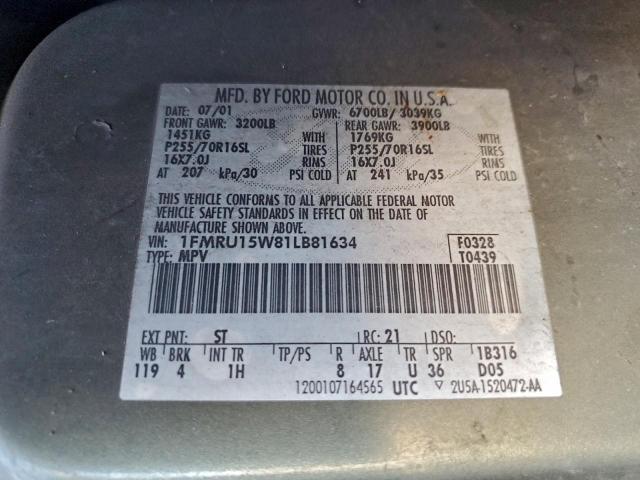 MFD. BY FORD MOTOR CO. IN U.S.A.
DATE: 07/01 GVWR: 6700LB/ 3039KG
FRONT GAWR: 3200LB REAR GAWR: 3900LB
1451KG WITH 1769KG WITH
P255/70R16SL TIRES P255/70R16SL TIRES
16X7.0J RIMS 16X7.0J RIMS
AT 207 kPa/30 PSI COLD AT 241 kPa/35 PSI COLD
THIS VEHICLE CONFORMS TO ALL APPLICABLE FEDERAL MOTOR
VEHICLE SAFETY STANDARDS IN EFFECT ON THE DATE OF
MANUFACTURE SHOWN ABOVE.
VIN: 1FMRU15W81LB81634 F0328
TYPE: MPV T0439
EXT PNT: ST RC: 21 DSO:
WB BRK INT TR TP/PS R AXLE TR SPR 1B316
119 4 1H 8 17 U 36 D05
1200107164565 UTC ▽ 2U5A-1520472-AA